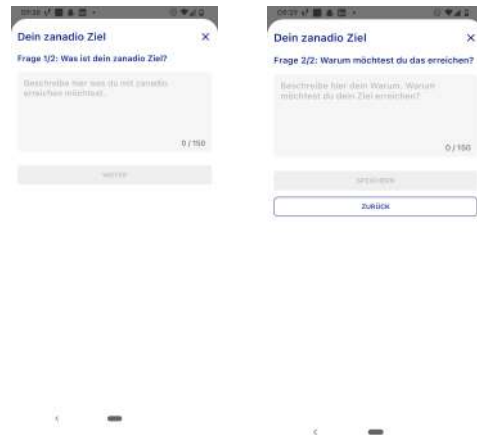 Dein zanadio Ziel
Frage 1/2: Was ist dein zanadio Ziel?
Beschreibe hier was du mit zanadio
erreichen möchtest.
0 / 150
WEITER
Dein zanadio Ziel
Frage 2/2: Warum möchtest du das erreichen?
Beschreibe hier dein Warum. Warum
möchtest du dein Ziel erreichen?
0 / 150
SPEICHERN
ZURÜCK